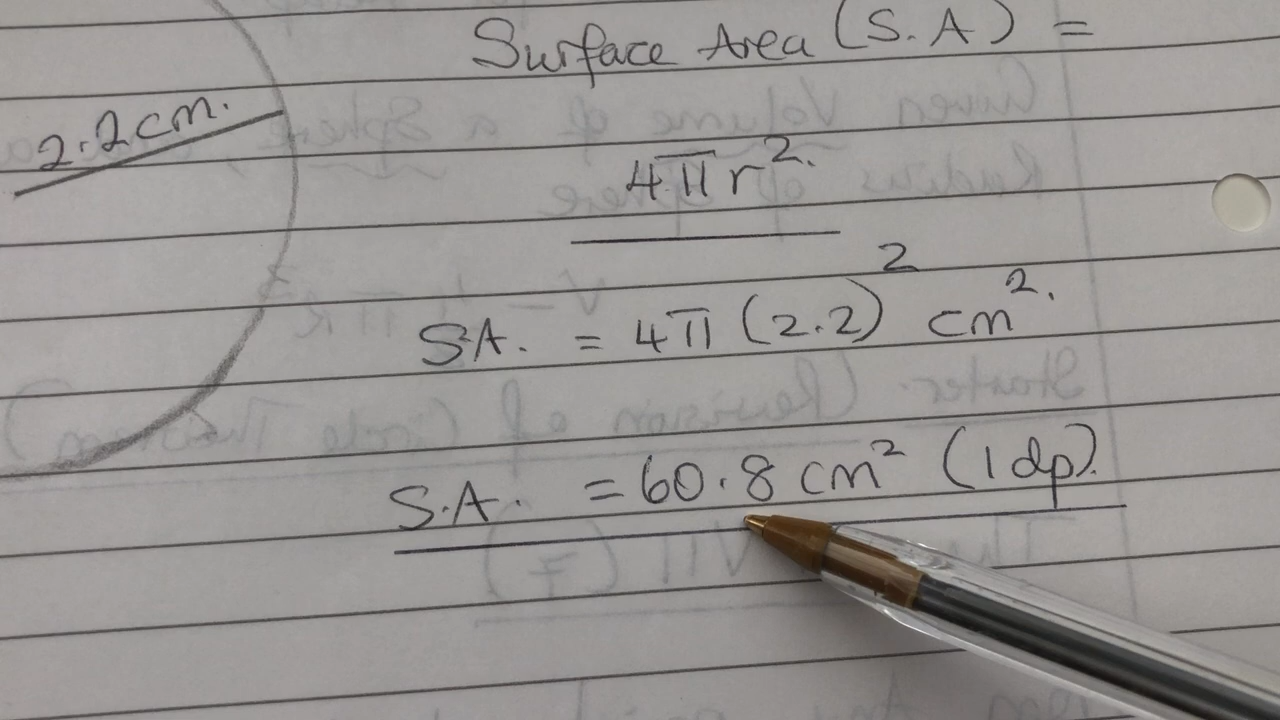 Surface Area (S.A) =
2.2cm.
4πr².
S.A. = 4π (2.2)² cm².
S.A. = 60.8 cm² (1dp).